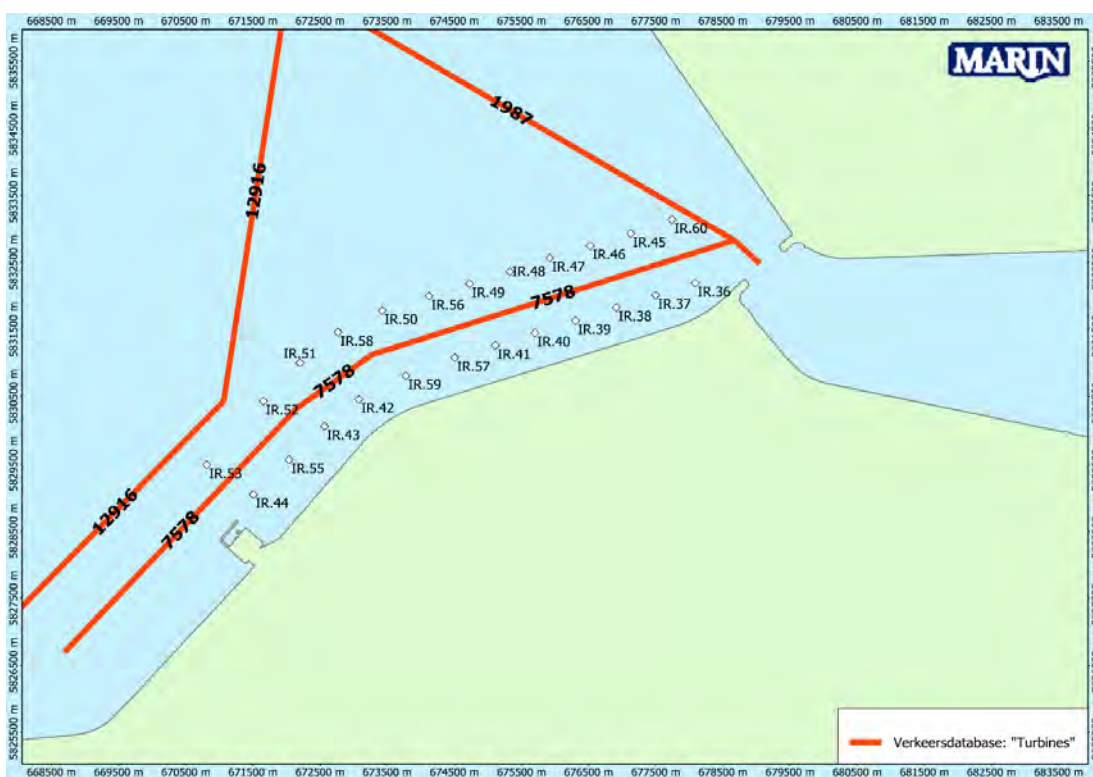 668500 m 669500 m 670500 m 671500 m 672500 m 673500 m 674500 m 675500 m 676500 m 677500 m 678500 m 679500 m 680500 m 681500 m 682500 m 683500 m
MARIN
5835500 m
5834500 m
5833500 m
5832500 m
5831500 m
5830500 m
5829500 m
5828500 m
5827500 m
5826500 m
5825500 m
1987
12916
IR.60
IR.45
IR.46
IR.47
IR.48
IR.49
IR.36
IR.56
7578
IR.37
IR.50
IR.38
IR.58
IR.39
IR.40
IR.51
IR.41
IR.57
7578
IR.59
IR.52
IR.42
IR.43
IR.53
IR.55
12916
IR.44
7578
Verkeersdatabase: "Turbines"
668500 m 669500 m 670500 m 671500 m 672500 m 673500 m 674500 m 675500 m 676500 m 677500 m 678500 m 679500 m 680500 m 681500 m 682500 m 683500 m